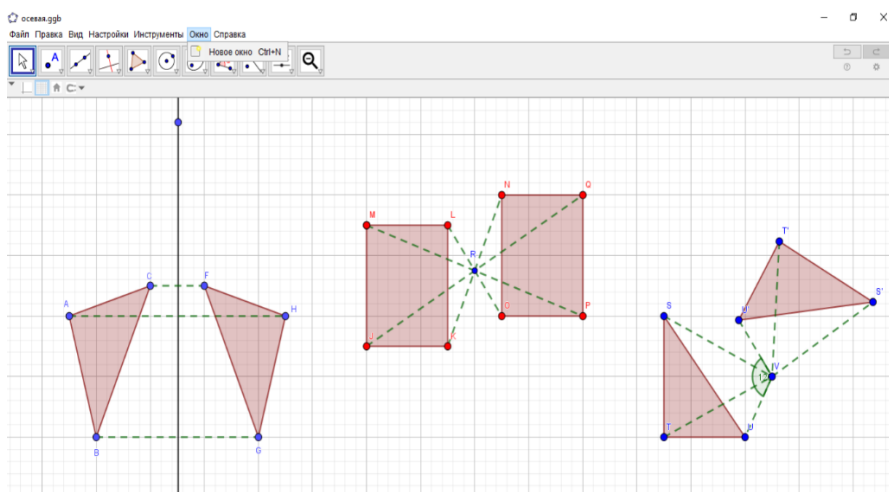 осевая.ggb
Файл Правка Вид Настройки Инструменты Окно Справка
Новое окно Ctrl+N
A
N Q
M L
R
T'
C F
S'
A H
S
O P
J K
V
B G
T U